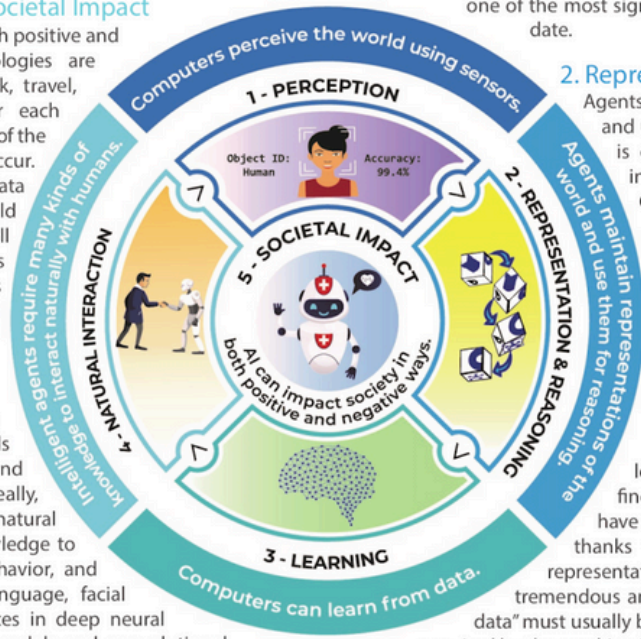 ocietal Impact
h positive and
ologies are
k, travel,
r each
of the
ccur.
ata
ld
ll
s
one of the most sig
date.
2. Repre
Agents
and
is
in
Computers perceive the world using sensors.
1 - PERCEPTION
Object ID:
Human
Accuracy:
99.4%
2 - REPRESENTATION & REASONING
Agents maintain representations of the
world and use them for reasoning.
3 - LEARNING
Computers can learn from data.
4 - NATURAL INTERACTION
Intelligent agents require many kinds of
knowledge to interact naturally with humans.
5 - SOCIETAL IMPACT
AI can impact society in
both positive and negative ways.
nd
eally,
natural
ledge to
havior, and
nguage, facial
es in deep neural
fin
have
thanks
representat
tremendous ar
data” must usually b